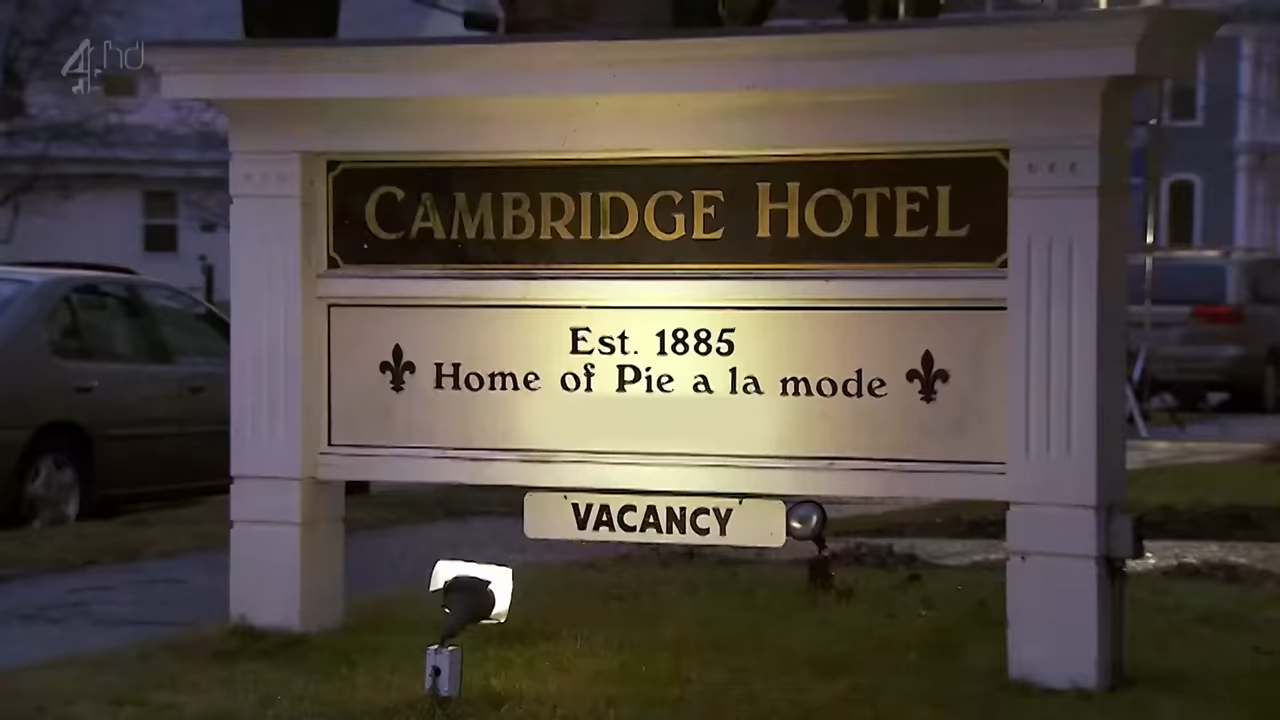 4hd
CAMBRIDGE HOTEL
Est. 1885
Home of Pie a la mode
VACANCY